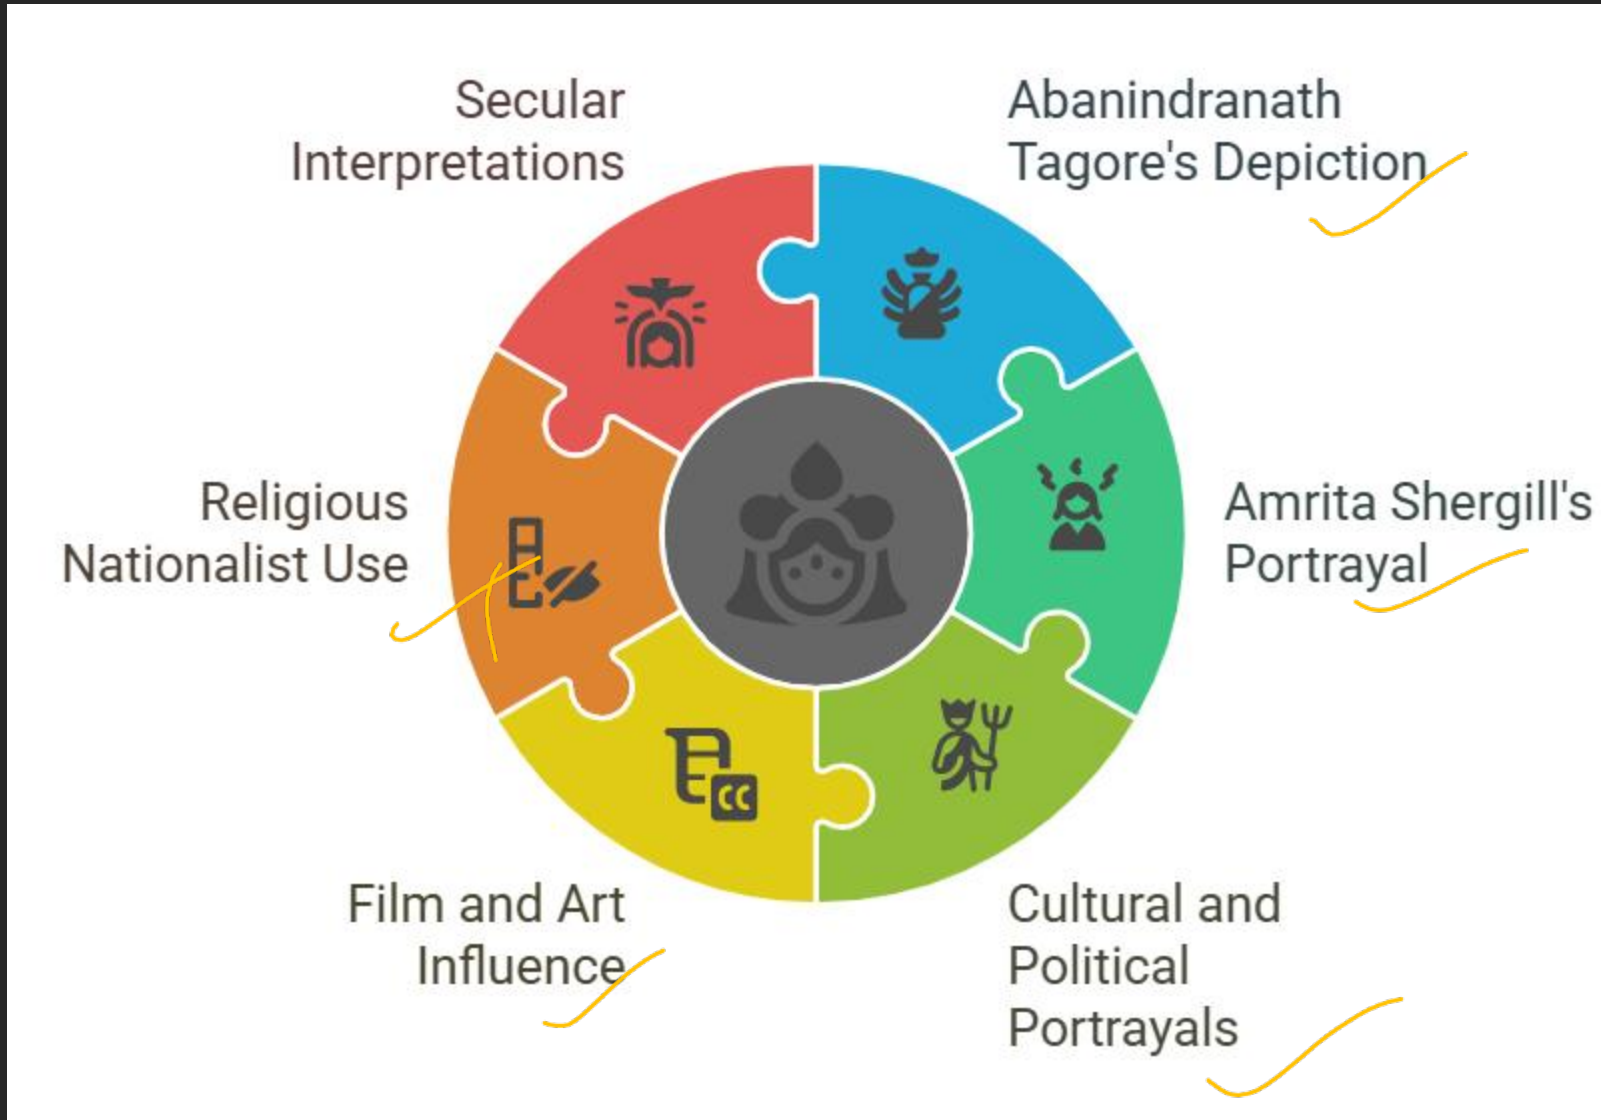 Secular
Interpretations
Abanindranath
Tagore's Depiction
Religious
Nationalist Use
Amrita Shergill's
Portrayal
Film and Art
Influence
Cultural and
Political
Portrayals
CC